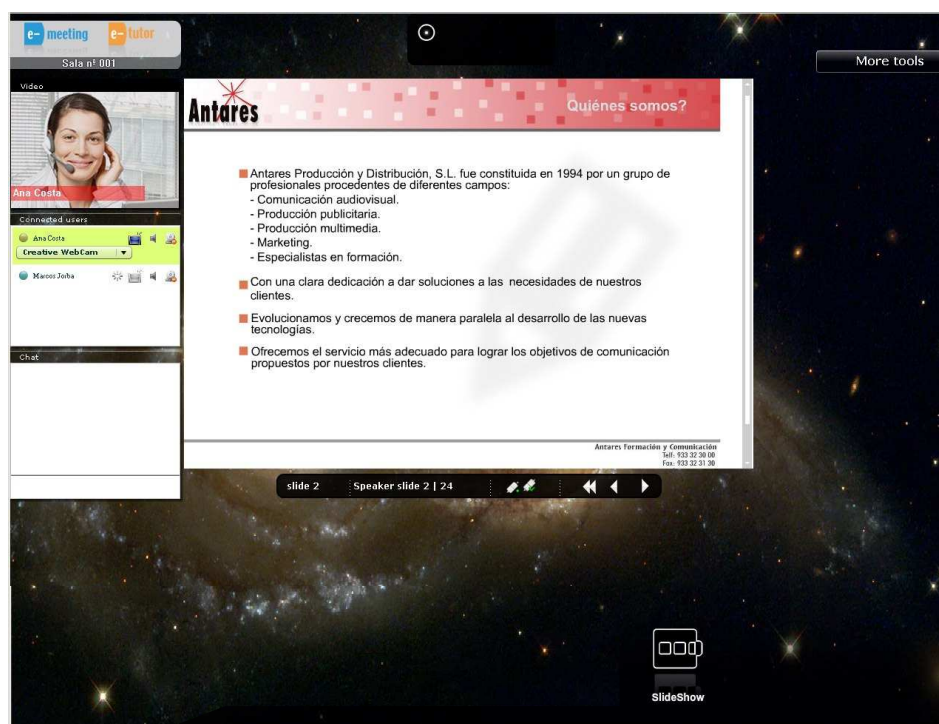 e- meeting e- tutor
Sala nº 001
More tools
Video
Ana Costa
Connected users
Ana Costa
Creative WebCam
Marcos Jorba
Chat
Antares
Quiénes somos?
Antares Producción y Distribución, S.L. fue constituida en 1994 por un grupo de
profesionales procedentes de diferentes campos:
- Comunicación audiovisual.
- Producción publicitaria.
- Producción multimedia.
- Marketing.
- Especialistas en formación.
Con una clara dedicación a dar soluciones a las necesidades de nuestros
clientes.
Evolucionamos y crecemos de manera paralela al desarrollo de las nuevas
tecnologías.
Ofrecemos el servicio más adecuado para lograr los objetivos de comunicación
propuestos por nuestros clientes.
Antares Formación y Comunicación
Telf: 933 32 30 00
Fax: 933 32 31 30
slide 2 Speaker slide 2 | 24
SlideShow